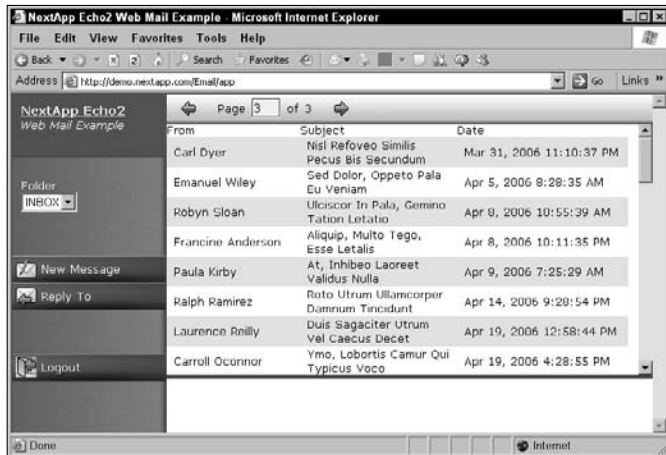 NextApp Echo2 Web Mail Example - Microsoft Internet Explorer
File Edit View Favorites Tools Help
Back Search Favorites
Address http://demo.nextapp.com/Email/app Go Links »
NextApp Echo2
Web Mail Example
Page 3 of 3
From Subject Date
Carl Dyer Nisl Refoveo Similis Pecus Bis Secundum Mar 31, 2006 11:10:37 PM
Emanuel Wiley Sed Dolor, Oppeto Pala Eu Veniam Apr 5, 2006 8:28:35 AM
Folder
INBOX
Robyn Sloan Ulciscor In Pala, Gemino Tation Letatio Apr 8, 2006 10:55:39 AM
Francine Anderson Aliquip, Multo Tego, Esse Letalis Apr 8, 2006 10:11:35 PM
New Message
Paula Kirby At, Inhibeo Laoreet Validus Nulla Apr 9, 2006 7:25:29 AM
Reply To
Ralph Ramirez Roto Utrum Ullamcorper Damnum Tincidunt Apr 14, 2006 9:28:54 PM
Laurence Reilly Duis Sagaciter Utrum Vel Caecus Decet Apr 19, 2006 12:58:44 PM
Logout
Carroll Oconnor Ymo, Lobortis Camur Qui Typicus Voco Apr 19, 2006 4:28:55 PM
Done Internet